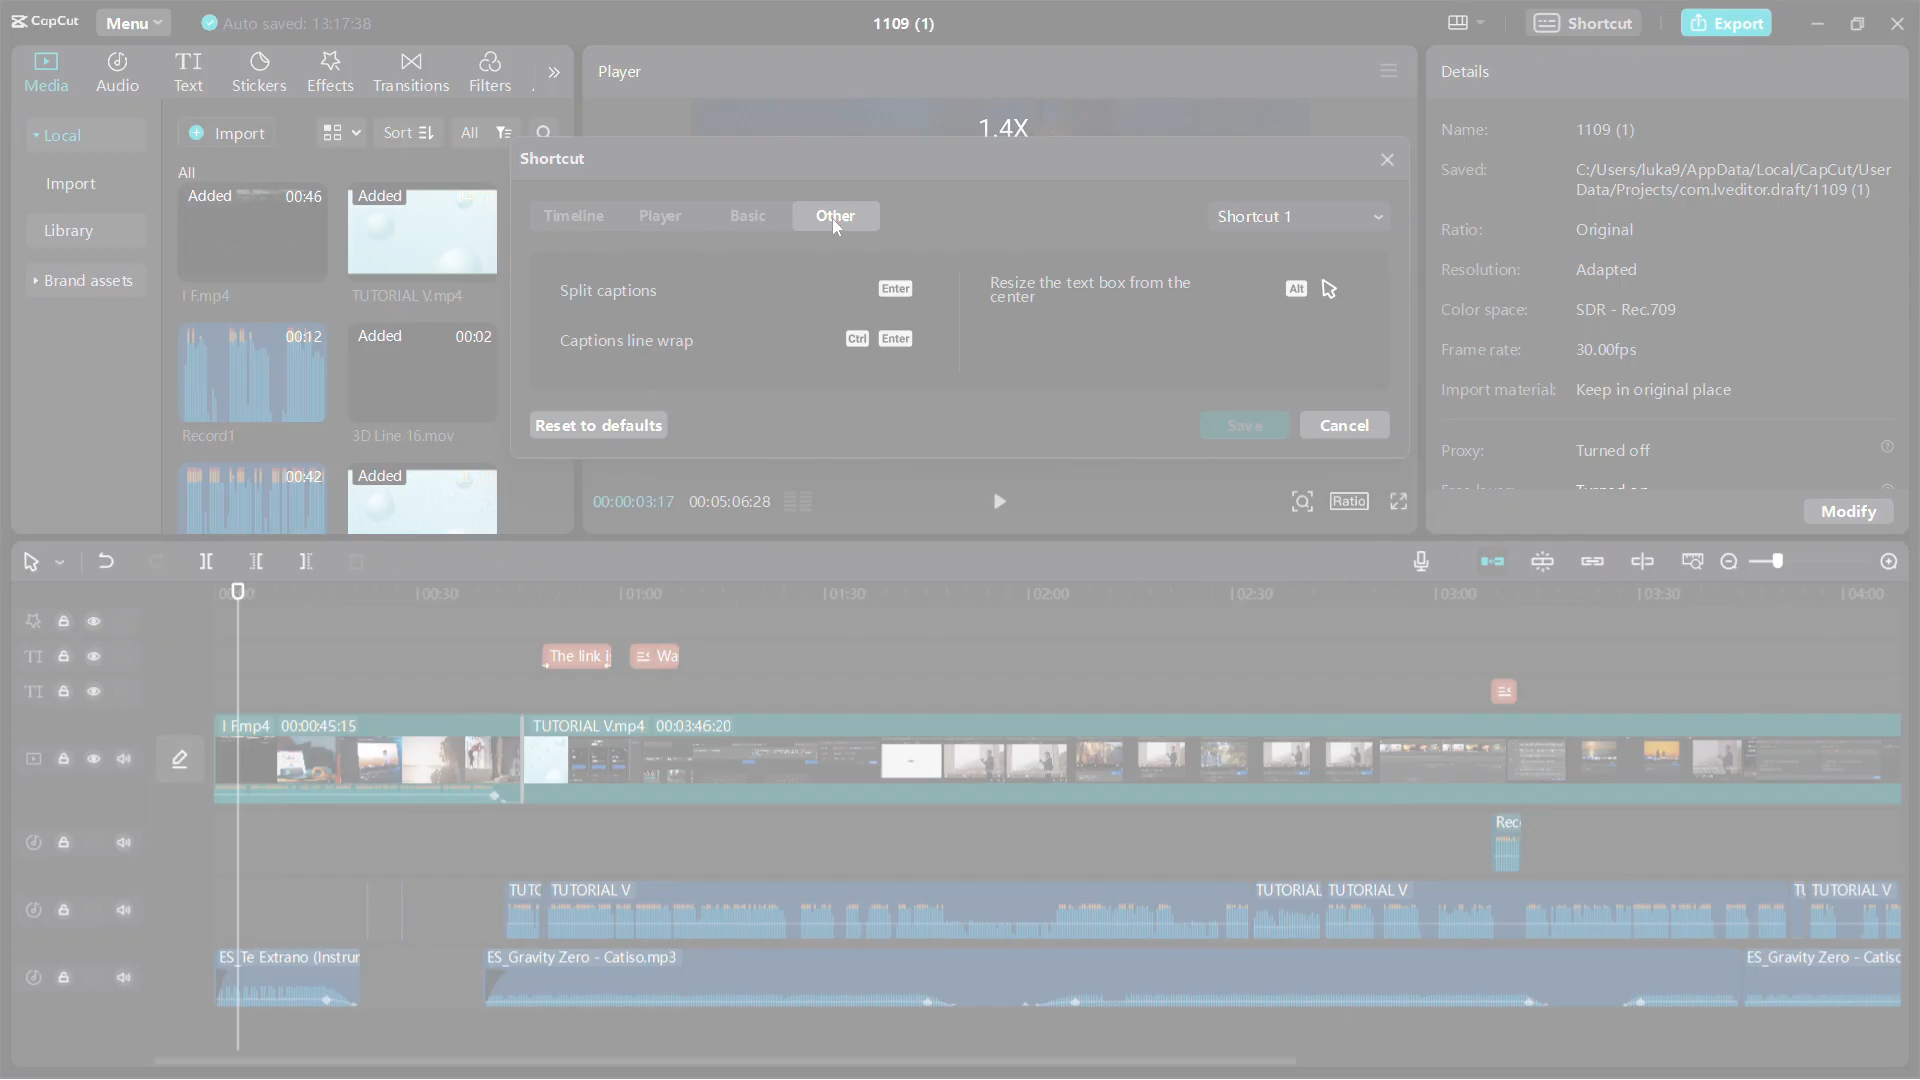 CapCut
Menu
Auto saved: 13:17:38
1109 (1)
Shortcut
Export
Media
Audio
Text
Stickers
Effects
Transitions
Filters
Player
Details
Local
Import
Library
Brand assets
Import
Sort
All
All
Added 00:46
I F.mp4
Added
TUTORIAL V.mp4
00:12
Record1
Added 00:02
3D Line 16.mov
00:42
Added
1.4X
Shortcut
Timeline
Player
Basic
Other
Shortcut 1
Split captions
Enter
Captions line wrap
Ctrl Enter
Resize the text box from the
center
Alt
Reset to defaults
Save
Cancel
00:00:03:17
00:05:06:28
Ratio
Name: 1109 (1)
Saved: C:/Users/luka9/AppData/Local/CapCut/User
Data/Projects/com.lveditor.draft/1109 (1)
Ratio: Original
Resolution: Adapted
Color space: SDR - Rec.709
Frame rate: 30.00fps
Import material: Keep in original place
Proxy: Turned off
Modify
00:30
01:00
01:30
02:00
02:30
03:00
03:30
04:00
TI
The link i
Wa
TI
I F.mp4 00:00:45:15
TUTORIAL V.mp4 00:03:46:20
Rec
TUTO
TUTORIAL V
TUTORIAL
TUTORIAL V
TU
TUTORIAL V
ES_Te Extrano (Instrur
ES_Gravity Zero - Catiso.mp3
ES_Gravity Zero - Catiso